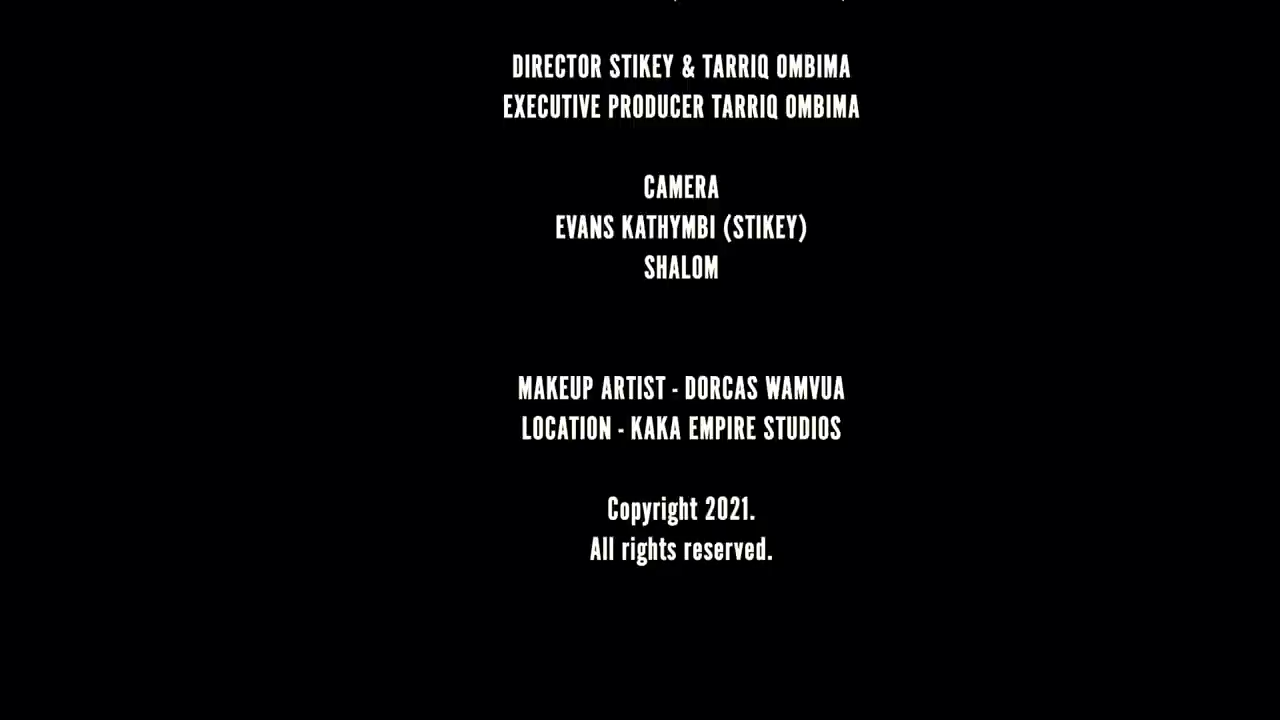 DIRECTOR STIKEY & TARRIQ OMBIMA
EXECUTIVE PRODUCER TARRIQ OMBIMA
CAMERA
EVANS KATHYMBI (STIKEY)
SHALOM
MAKEUP ARTIST - DORCAS WAMVUA
LOCATION - KAKA EMPIRE STUDIOS
Copyright 2021.
All rights reserved.